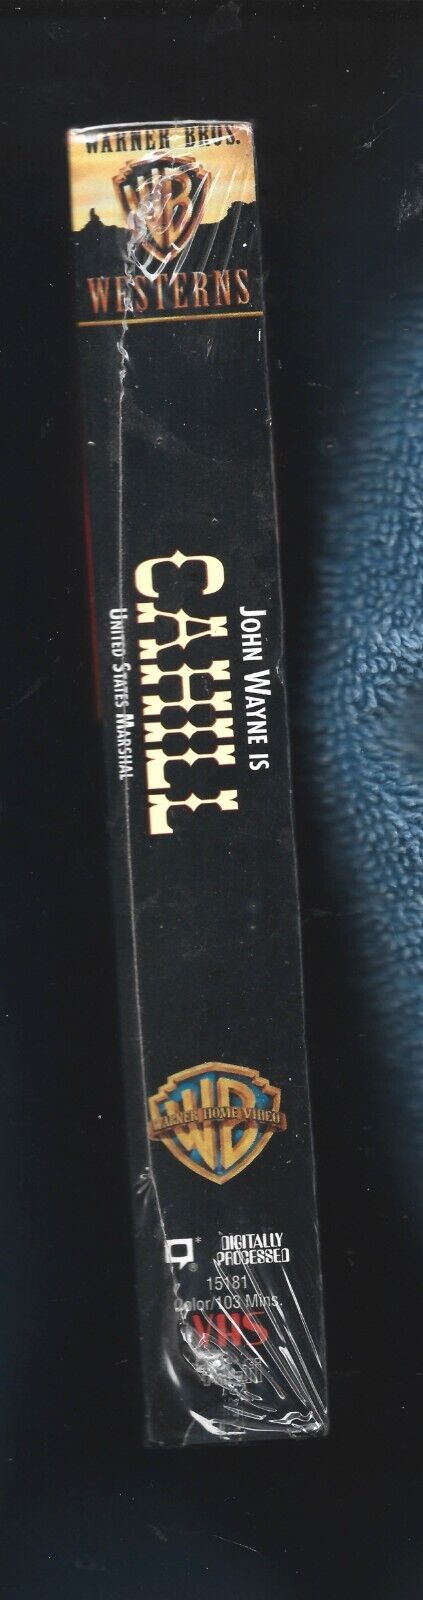 WARNER BROS.
WB
WESTERNS
JOHN WAYNE IS
CAHILL
UNITED STATES MARSHAL
WB
WARNER HOME VIDEO
DIGITALLY
PROCESSED
15181
Color/103 Mins.
VHS